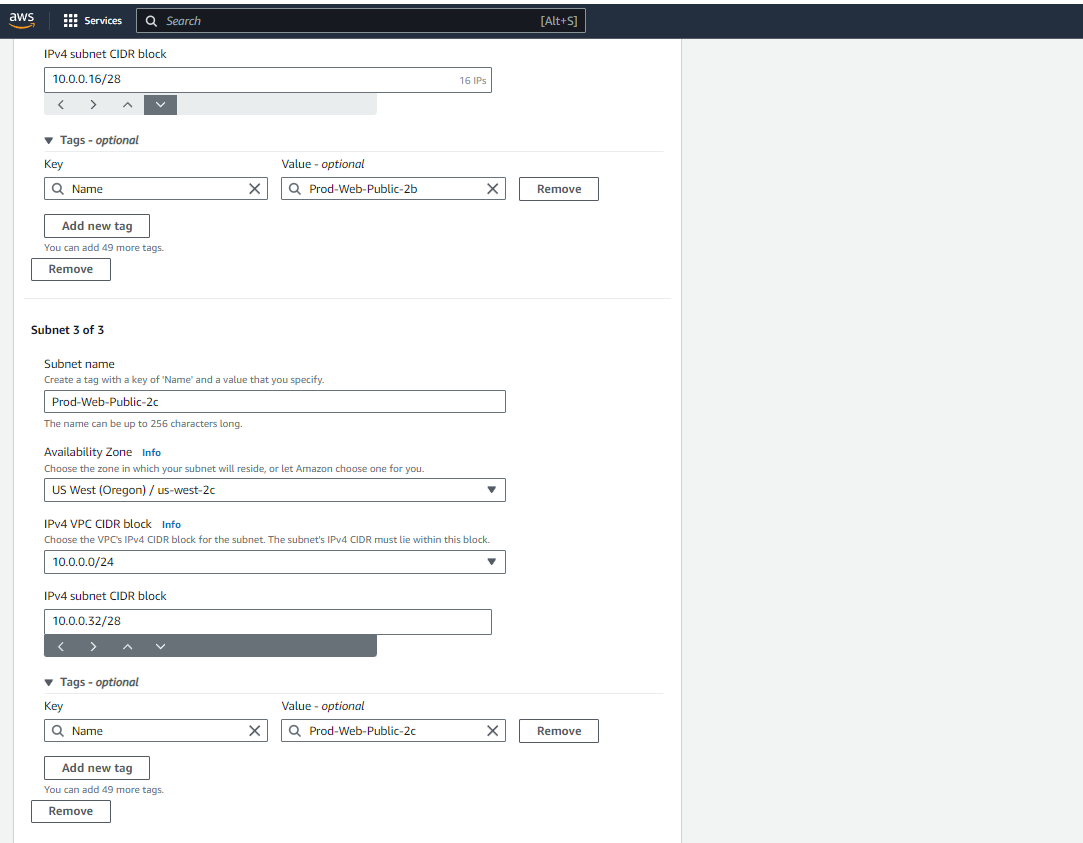 aws Services Search [Alt+S]
IPv4 subnet CIDR block
10.0.0.16/28 16 IPs
Tags - optional
Key Value - optional
Name Prod-Web-Public-2b Remove
Add new tag
You can add 49 more tags.
Remove
Subnet 3 of 3
Subnet name
Create a tag with a key of 'Name' and a value that you specify.
Prod-Web-Public-2c
The name can be up to 256 characters long.
Availability Zone Info
Choose the zone in which your subnet will reside, or let Amazon choose one for you.
US West (Oregon) / us-west-2c
IPv4 VPC CIDR block Info
Choose the VPC's IPv4 CIDR block for the subnet. The subnet's IPv4 CIDR must lie within this block.
10.0.0.0/24
IPv4 subnet CIDR block
10.0.0.32/28
Tags - optional
Key Value - optional
Name Prod-Web-Public-2c Remove
Add new tag
You can add 49 more tags.
Remove